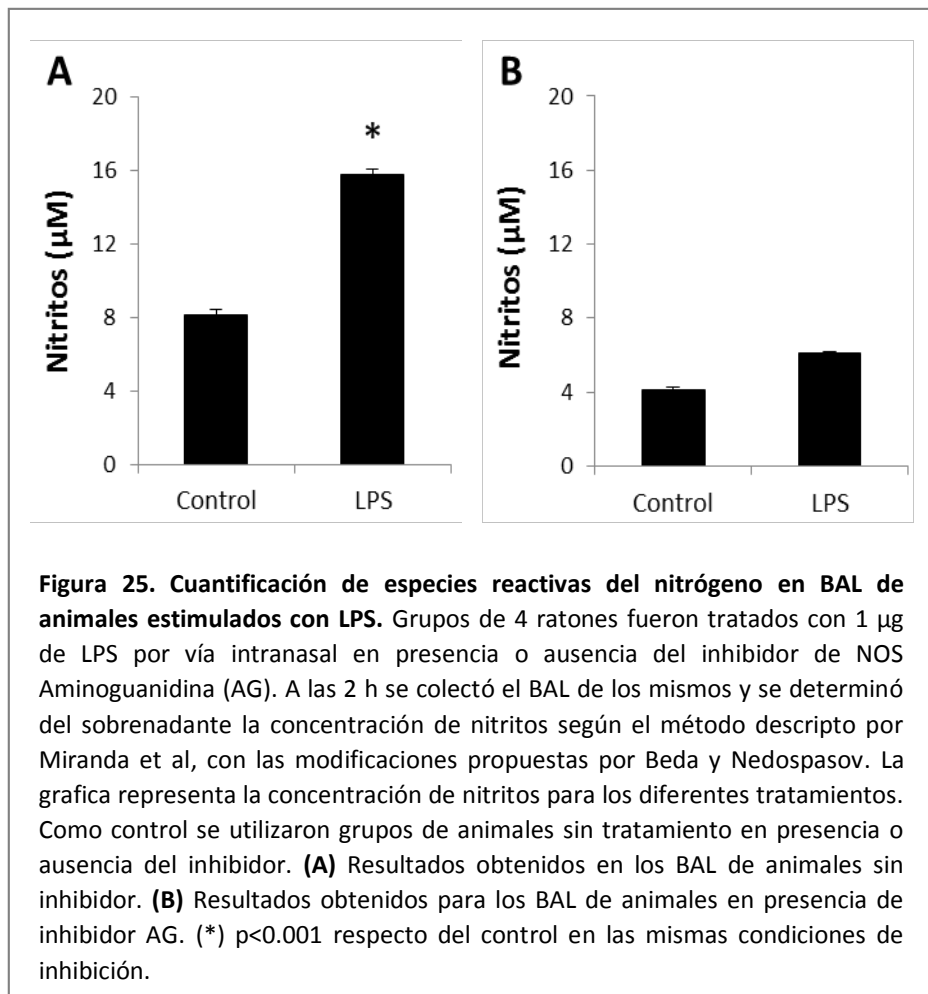 A
B
20
16
12
8
4
0
Nitritos (µM)
*
Control LPS
20
16
12
8
4
0
Nitritos (µM)
Control LPS
Figura 25. Cuantificación de especies reactivas del nitrógeno en BAL de
animales estimulados con LPS. Grupos de 4 ratones fueron tratados con 1 µg
de LPS por vía intranasal en presencia o ausencia del inhibidor de NOS
Aminoguanidina (AG). A las 2 h se colectó el BAL de los mismos y se determinó
del sobrenadante la concentración de nitritos según el método descripto por
Miranda et al, con las modificaciones propuestas por Beda y Nedospasov. La
grafica representa la concentración de nitritos para los diferentes tratamientos.
Como control se utilizaron grupos de animales sin tratamiento en presencia o
ausencia del inhibidor. (A) Resultados obtenidos en los BAL de animales sin
inhibidor. (B) Resultados obtenidos para los BAL de animales en presencia de
inhibidor AG. (*) p<0.001 respecto del control en las mismas condiciones de
inhibición.